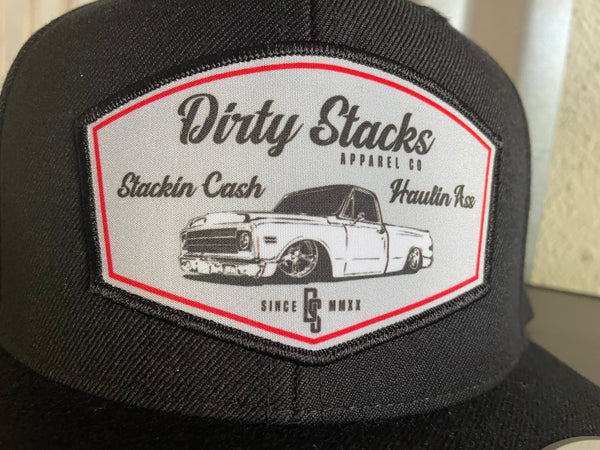 Dirty Stacks
APPAREL CO
Stackin Cash Haulin Ass
SINCE DS MMXX